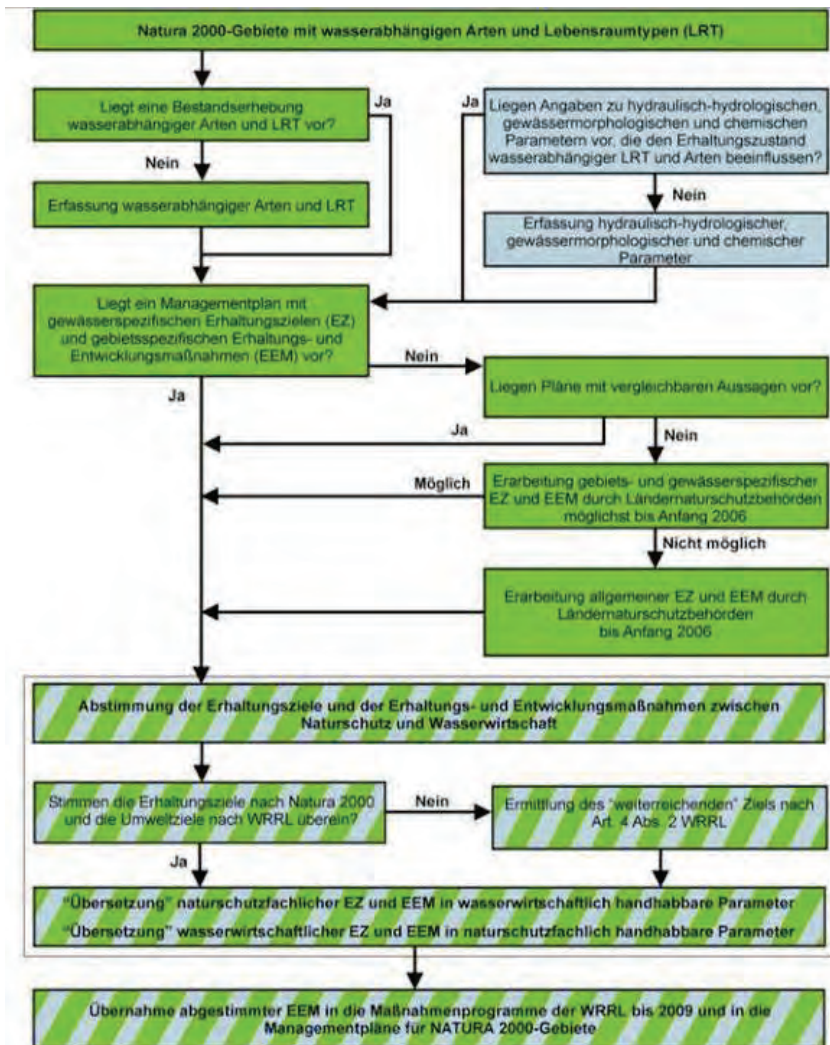 Natura 2000-Gebiete mit wasserabhängigen Arten und Lebensraumtypen (LRT)
Liegt eine Bestandserhebung
wasserabhängiger Arten und LRT vor?
Ja
Nein
Erfassung wasserabhängiger Arten und LRT
Ja
Liegen Angaben zu hydraulisch-hydrologischen,
gewässermorphologischen und chemischen
Parametern vor, die den Erhaltungszustand
wasserabhängiger LRT und Arten beeinflussen?
Nein
Erfassung hydraulisch-hydrologischer,
gewässermorphologischer und chemischer
Parameter
Liegt ein Managementplan mit
gewässerspezifischen Erhaltungszielen (EZ)
und gebietsspezifischen Erhaltungs- und
Entwicklungsmaßnahmen (EEM) vor?
Nein
Ja
Liegen Pläne mit vergleichbaren Aussagen vor?
Ja
Nein
Möglich
Erarbeitung gebiets- und gewässerspezifischer
EZ und EEM durch Ländernaturschutzbehörden
möglichst bis Anfang 2006
Nicht möglich
Erarbeitung allgemeiner EZ und EEM durch
Ländernaturschutzbehörden
bis Anfang 2006
Abstimmung der Erhaltungsziele und der Erhaltungs- und Entwicklungsmaßnahmen zwischen
Naturschutz und Wasserwirtschaft
Stimmen die Erhaltungsziele nach Natura 2000
und die Umweltziele nach WRRL überein?
Nein
Ermittlung des "weiterreichenden" Ziels nach
Art. 4 Abs. 2 WRRL
Ja
"Übersetzung" naturschutzfachlicher EZ und EEM in wasserwirtschaftlich handhabbare Parameter
"Übersetzung" wasserwirtschaftlicher EZ und EEM in naturschutzfachlich handhabbare Parameter
Übernahme abgestimmter EEM in die Maßnahmenprogramme der WRRL bis 2009 und in die
Managementpläne für NATURA 2000-Gebiete